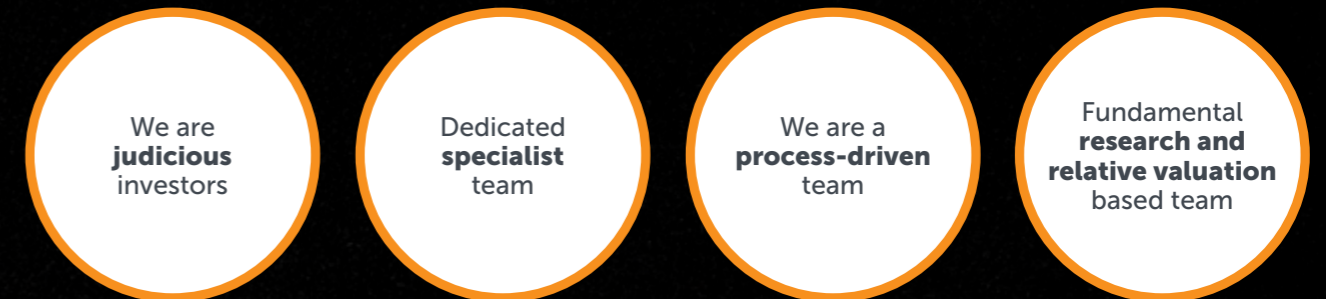 We are
judicious
investors
Dedicated
specialist
team
We are a
process-driven
team
Fundamental
research and
relative valuation
based team